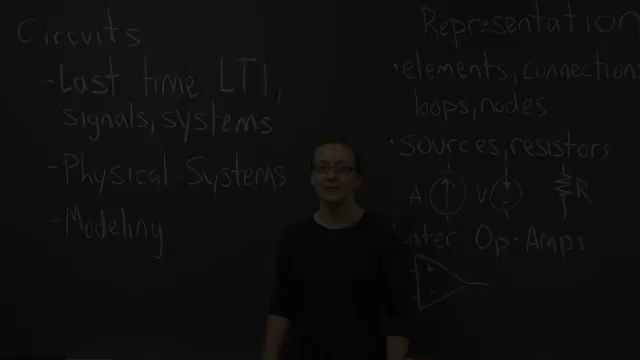 Circuits
- Last time LTI,
signals, systems
- Physical Systems
- Modeling
Representation
• elements, connection
loops, nodes
• sources, resistors
A
V
R
Op-Amps
+
-